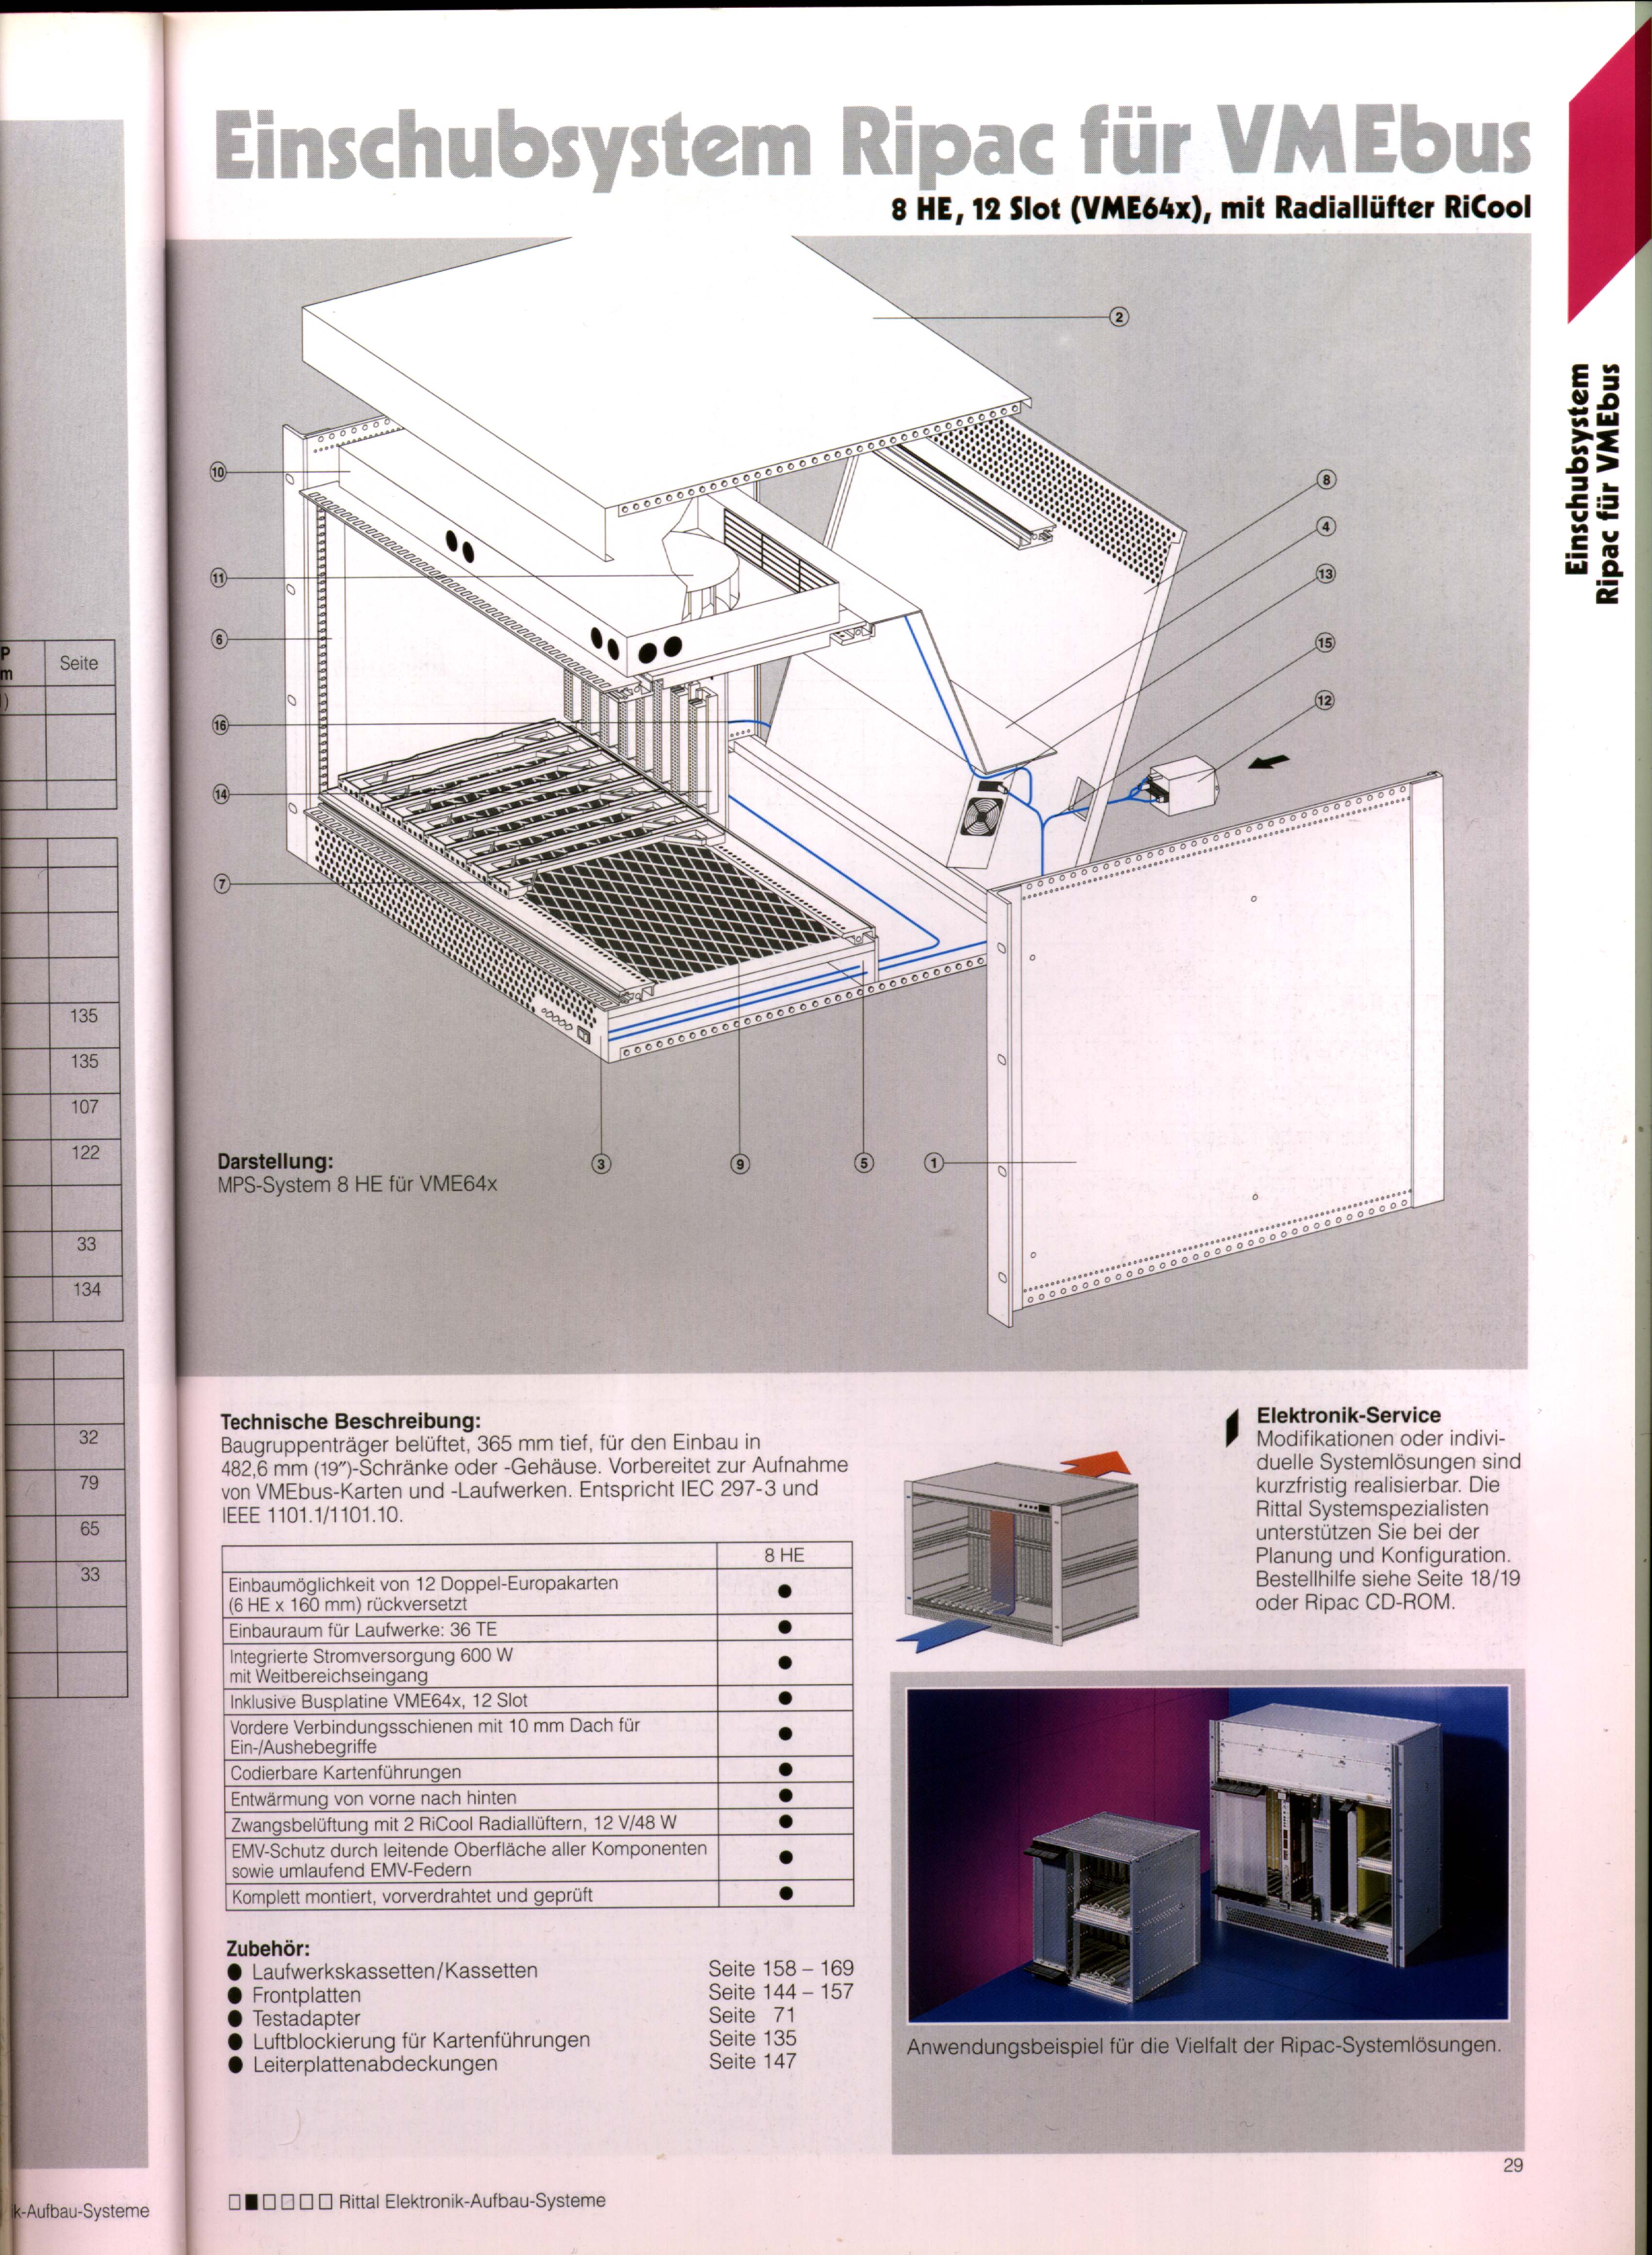 Einschubsystem Ripac für VMEbus
8 HE, 12 Slot (VME64x), mit Radiallüfter RiCool
Einschubsystem
Ripac für VMEbus
P
m
Seite
135
135
107
122
33
134
32
79
65
33
k-Aufbau-Systeme
2
10
8
4
11
13
6
15
12
16
14
7
3
9
5
1
Darstellung:
MPS-System 8 HE für VME64x
Technische Beschreibung:
Baugruppenträger belüftet, 365 mm tief, für den Einbau in
482,6 mm (19″)-Schränke oder -Gehäuse. Vorbereitet zur Aufnahme
von VMEbus-Karten und -Laufwerken. Entspricht IEC 297-3 und
IEEE 1101.1/1101.10.
8 HE
Einbaumöglichkeit von 12 Doppel-Europakarten
(6 HE x 160 mm) rückversetzt ●
Einbauraum für Laufwerke: 36 TE ●
Integrierte Stromversorgung 600 W
mit Weitbereichseingang ●
Inklusive Busplatine VME64x, 12 Slot ●
Vordere Verbindungsschienen mit 10 mm Dach für
Ein-/Aushebegriffe ●
Codierbare Kartenführungen ●
Entwärmung von vorne nach hinten ●
Zwangsbelüftung mit 2 RiCool Radiallüftern, 12 V/48 W ●
EMV-Schutz durch leitende Oberfläche aller Komponenten
sowie umlaufend EMV-Federn ●
Komplett montiert, vorverdrahtet und geprüft ●
Zubehör:
● Laufwerkskassetten/Kassetten Seite 158 – 169
● Frontplatten Seite 144 – 157
● Testadapter Seite 71
● Luftblockierung für Kartenführungen Seite 135
● Leiterplattenabdeckungen Seite 147
Elektronik-Service
Modifikationen oder indivi-
duelle Systemlösungen sind
kurzfristig realisierbar. Die
Rittal Systemspezialisten
unterstützen Sie bei der
Planung und Konfiguration.
Bestellhilfe siehe Seite 18/19
oder Ripac CD-ROM.
Anwendungsbeispiel für die Vielfalt der Ripac-Systemlösungen.
29
Rittal Elektronik-Aufbau-Systeme